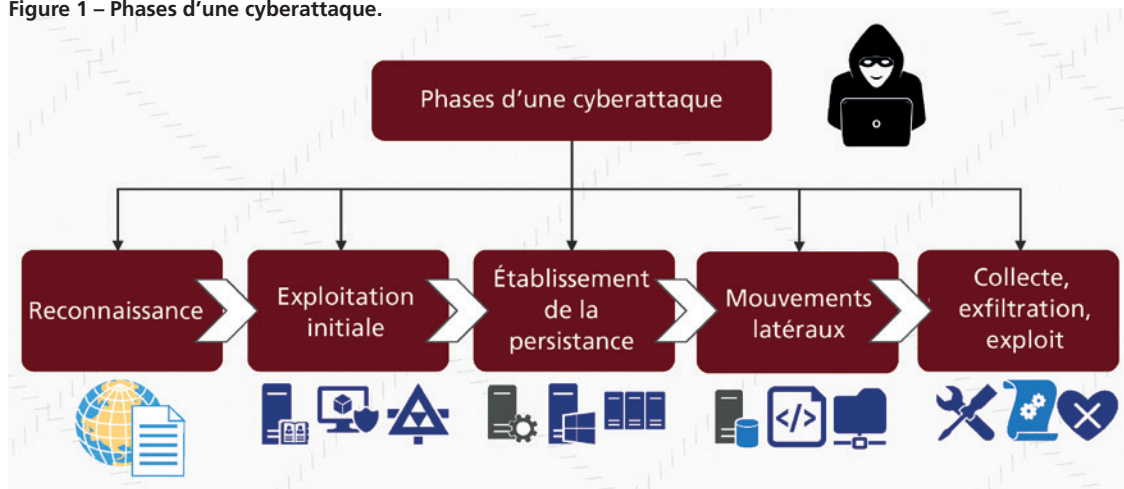 Figure 1 – Phases d’une cyberattaque.
Phases d’une cyberattaque
Reconnaissance
Exploitation
initiale
Établissement
de la
persistance
Mouvements
latéraux
Collecte,
exfiltration,
exploit
</>